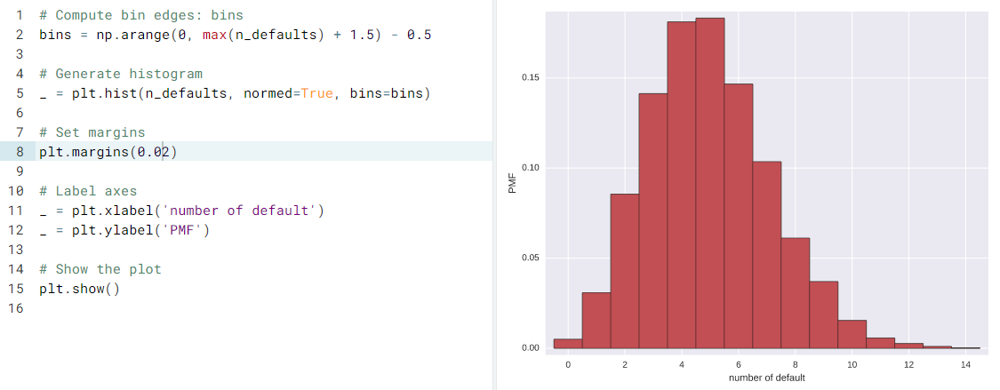 1 # Compute bin edges: bins
2 bins = np.arange(0, max(n_defaults) + 1.5) - 0.5
3
4 # Generate histogram
5 _ = plt.hist(n_defaults, normed=True, bins=bins)
6
7 # Set margins
8 plt.margins(0.02)
9
10 # Label axes
11 _ = plt.xlabel('number of default')
12 _ = plt.ylabel('PMF')
13
14 # Show the plot
15 plt.show()
16
PMF
0.15
0.10
0.05
0.00
0 2 4 6 8 10 12 14
number of default